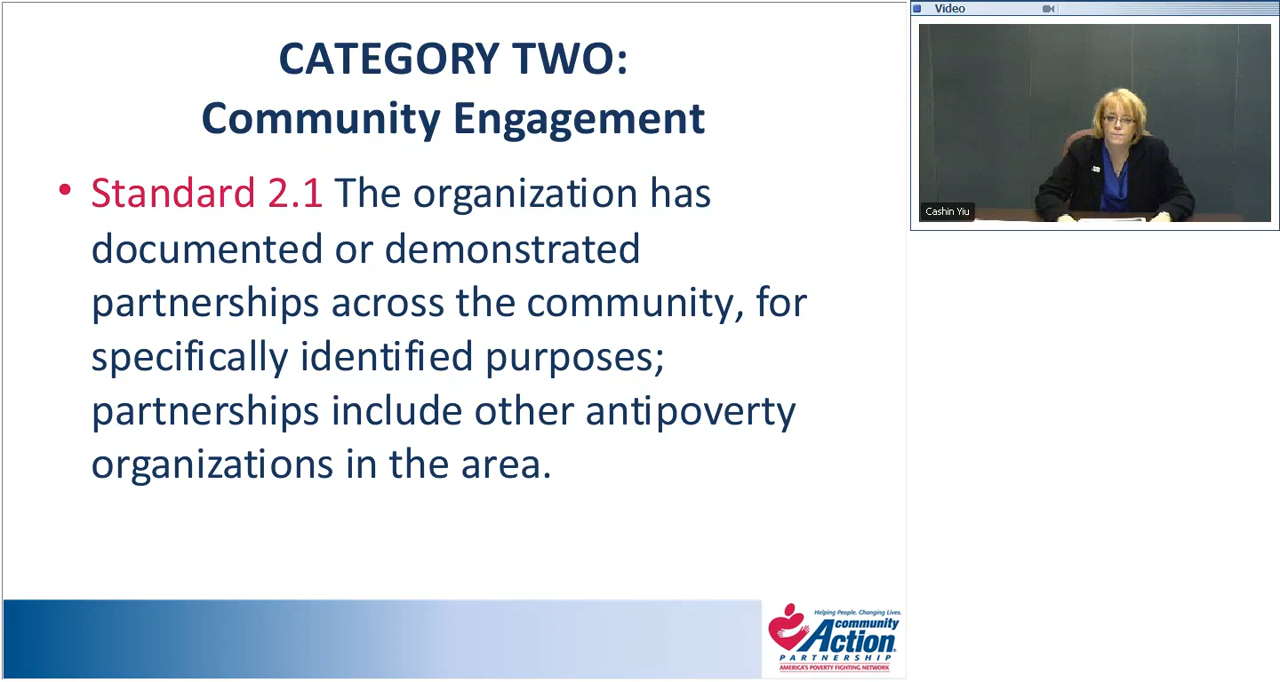 CATEGORY TWO:
Community Engagement
• Standard 2.1 The organization has
documented or demonstrated
partnerships across the community, for
specifically identified purposes;
partnerships include other antipoverty
organizations in the area.
Helping People. Changing Lives.
community
Action
PARTNERSHIP
AMERICA'S POVERTY FIGHTING NETWORK
Video
Cashin Yiu